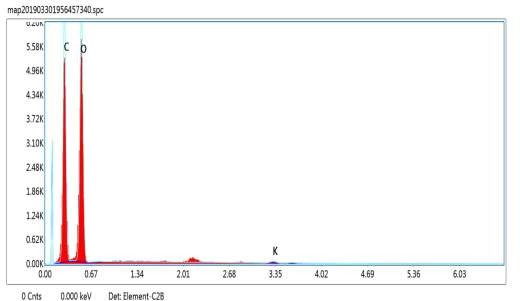 map201903301956457340.spc
6.20K
C O
5.58K
4.96K
4.34K
3.72K
3.10K
2.48K
1.86K
1.24K
0.62K
K
0.00K
0.00 0.67 1.34 2.01 2.68 3.35 4.02 4.69 5.36 6.03
0 Cnts 0.000 keV Det: Element-C2B